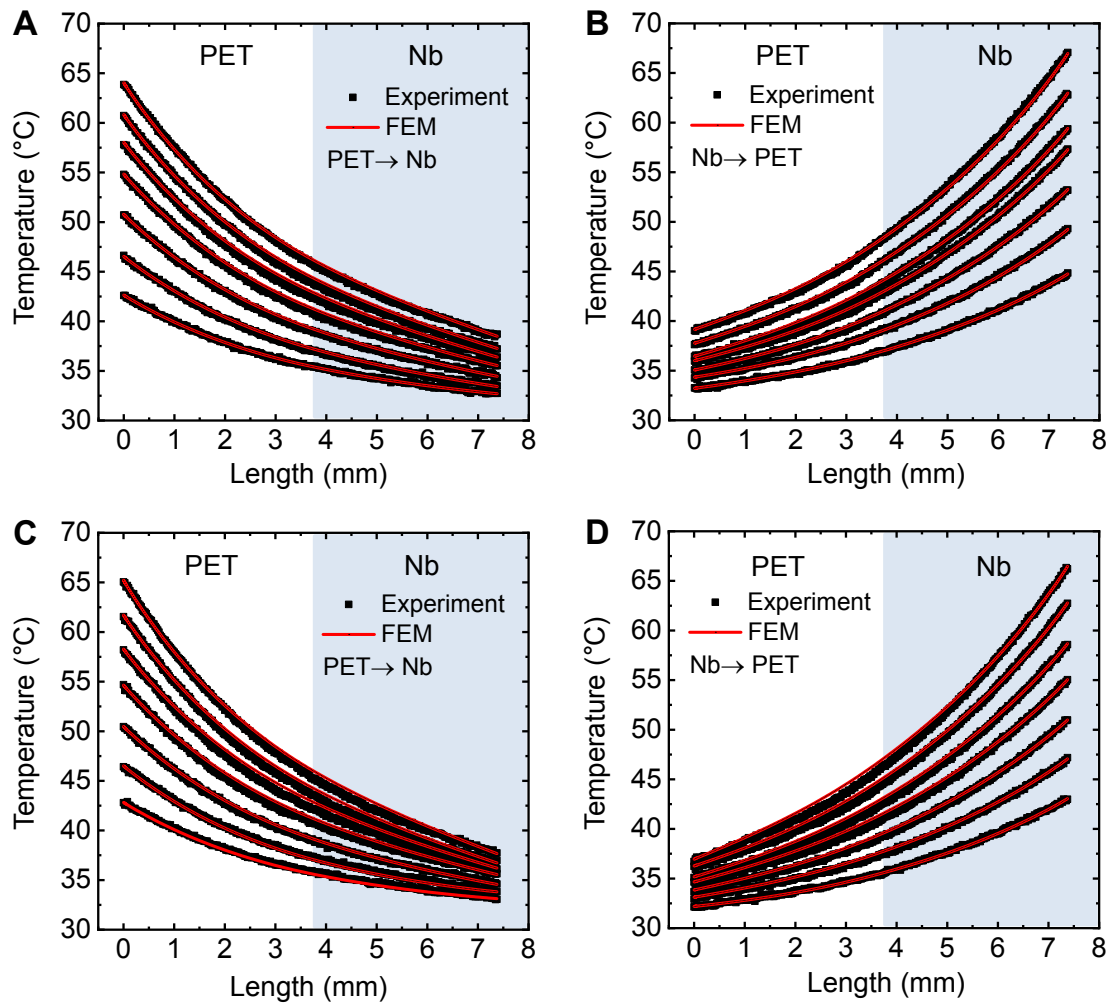 A
PET
Nb
Experiment
FEM
PET→ Nb
Temperature (°C)
70
65
60
55
50
45
40
35
30
0 1 2 3 4 5 6 7 8
Length (mm)
B
PET
Nb
Experiment
FEM
Nb→ PET
Temperature (°C)
70
65
60
55
50
45
40
35
30
0 1 2 3 4 5 6 7 8
Length (mm)
C
PET
Nb
Experiment
FEM
PET→ Nb
Temperature (°C)
70
65
60
55
50
45
40
35
30
0 1 2 3 4 5 6 7 8
Length (mm)
D
PET
Nb
Experiment
FEM
Nb→ PET
Temperature (°C)
70
65
60
55
50
45
40
35
30
0 1 2 3 4 5 6 7 8
Length (mm)